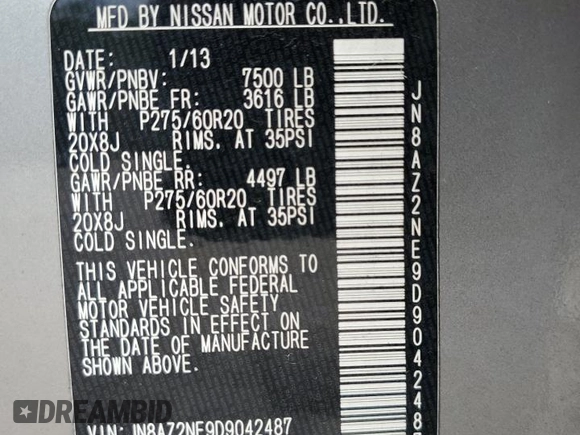 MFD BY NISSAN MOTOR CO.,LTD.
DATE: 1/13
GVWR/PNBV: 7500 LB
GAWR/PNBE FR: 3616 LB
WITH P275/60R20 TIRES
20X8J RIMS. AT 35PSI
COLD SINGLE.
GAWR/PNBE RR: 4497 LB
WITH P275/60R20 TIRES
20X8J RIMS. AT 35PSI
COLD SINGLE.
THIS VEHICLE CONFORMS TO
ALL APPLICABLE FEDERAL
MOTOR VEHICLE SAFETY
STANDARDS IN EFFECT ON
THE DATE OF MANUFACTURE
SHOWN ABOVE.
VIN: JN8AZ2NE9D9042487
JN8AZ2NE9D9042487
DREAMBID